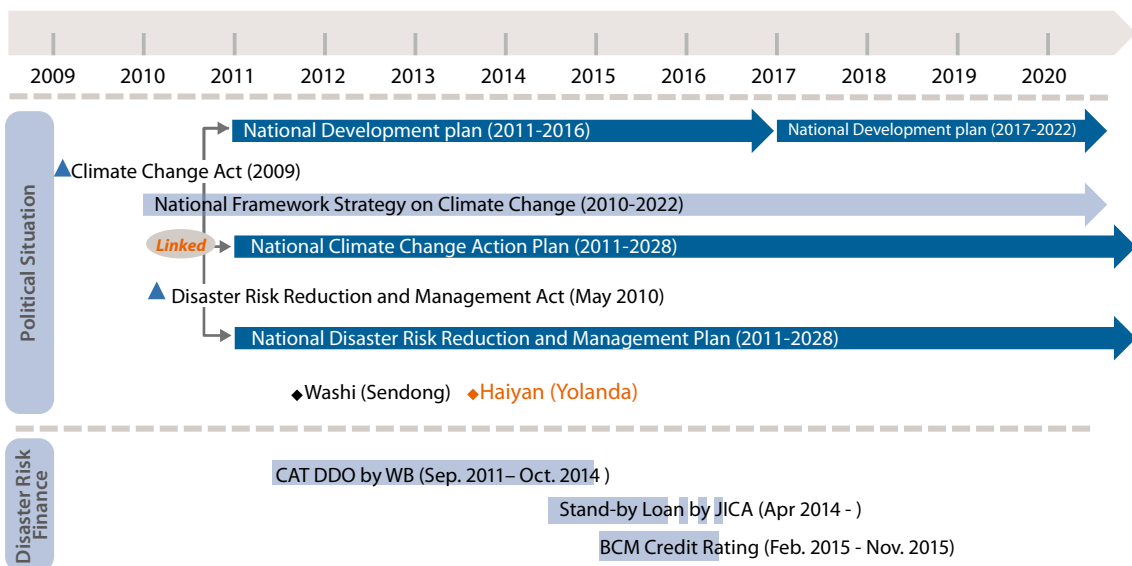 2009 2010 2011 2012 2013 2014 2015 2016 2017 2018 2019 2020
Political Situation
National Development plan (2011-2016)
National Development plan (2017-2022)
Climate Change Act (2009)
National Framework Strategy on Climate Change (2010-2022)
Linked
National Climate Change Action Plan (2011-2028)
Disaster Risk Reduction and Management Act (May 2010)
National Disaster Risk Reduction and Management Plan (2011-2028)
Washi (Sendong)
Haiyan (Yolanda)
Disaster Risk
Finance
CAT DDO by WB (Sep. 2011– Oct. 2014 )
Stand-by Loan by JICA (Apr 2014 - )
BCM Credit Rating (Feb. 2015 - Nov. 2015)